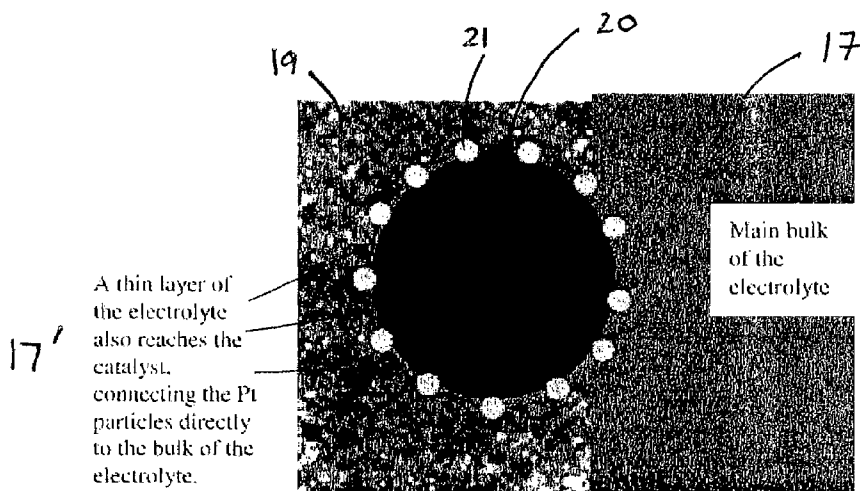 19
21
20
17
Main bulk
of the
electrolyte
17'
A thin layer of
the electrolyte
also reaches the
catalyst,
connecting the Pt
particles directly
to the bulk of the
electrolyte.